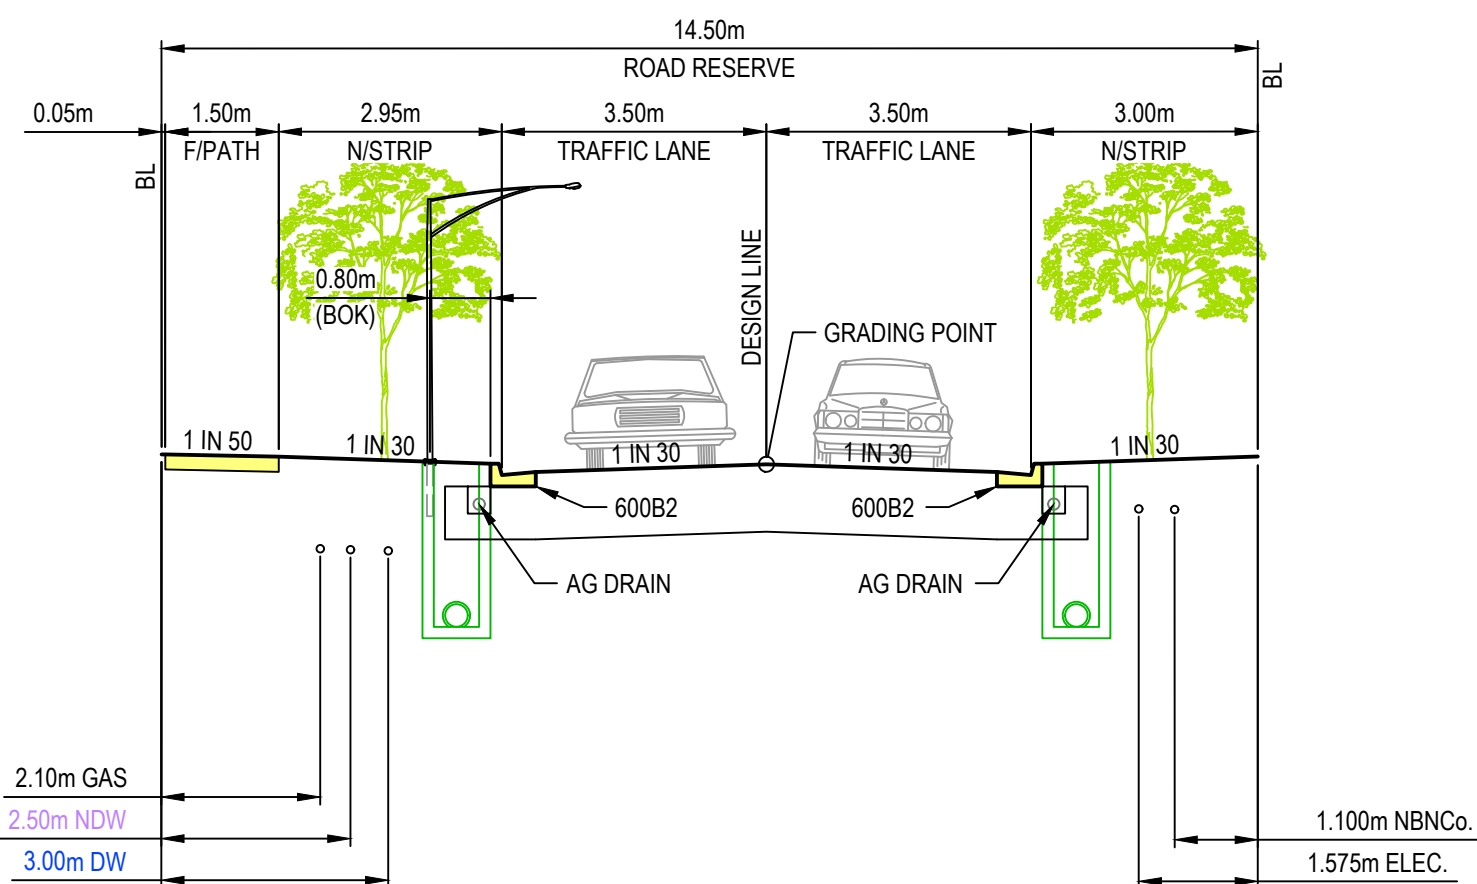 14.50m
ROAD RESERVE
BL
0.05m
1.50m
2.95m
3.50m
3.50m
3.00m
F/PATH
N/STRIP
TRAFFIC LANE
TRAFFIC LANE
N/STRIP
BL
0.80m
(BOK)
DESIGN LINE
GRADING POINT
1 IN 50
1 IN 30
1 IN 30
1 IN 30
1 IN 30
600B2
600B2
AG DRAIN
AG DRAIN
2.10m GAS
2.50m NDW
3.00m DW
1.100m NBNCo.
1.575m ELEC.